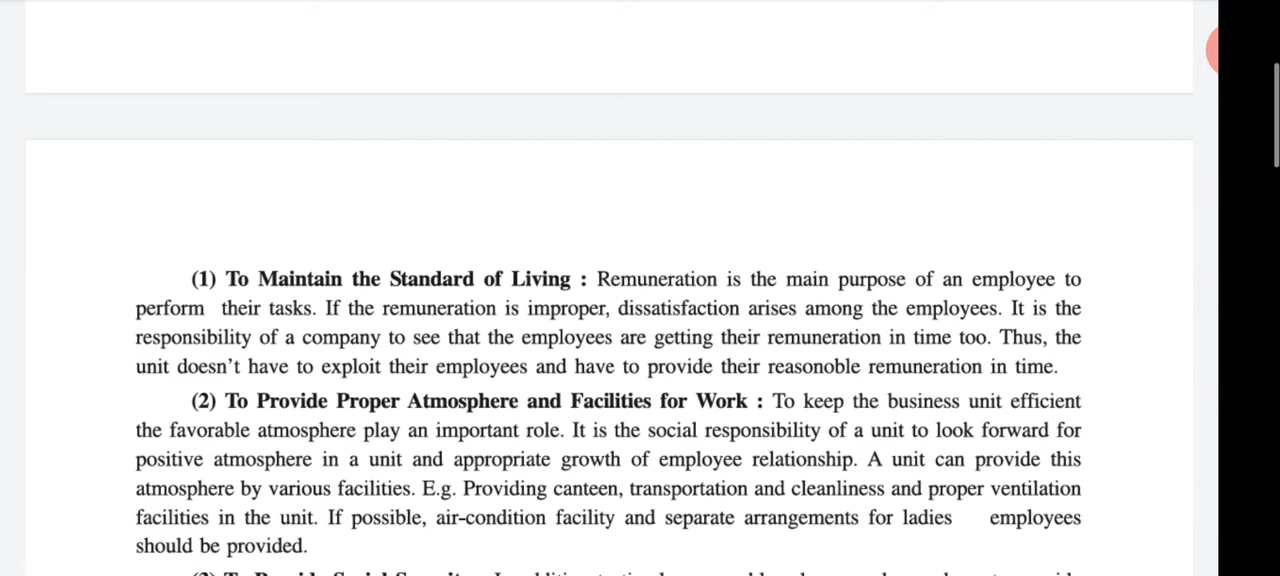 (1) To Maintain the Standard of Living : Remuneration is the main purpose of an employee to
perform their tasks. If the remuneration is improper, dissatisfaction arises among the employees. It is the
responsibility of a company to see that the employees are getting their remuneration in time too. Thus, the
unit doesn't have to exploit their employees and have to provide their reasonoble remuneration in time.
(2) To Provide Proper Atmosphere and Facilities for Work : To keep the business unit efficient
the favorable atmosphere play an important role. It is the social responsibility of a unit to look forward for
positive atmosphere in a unit and appropriate growth of employee relationship. A unit can provide this
atmosphere by various facilities. E.g. Providing canteen, transportation and cleanliness and proper ventilation
facilities in the unit. If possible, air-condition facility and separate arrangements for ladies employees
should be provided.